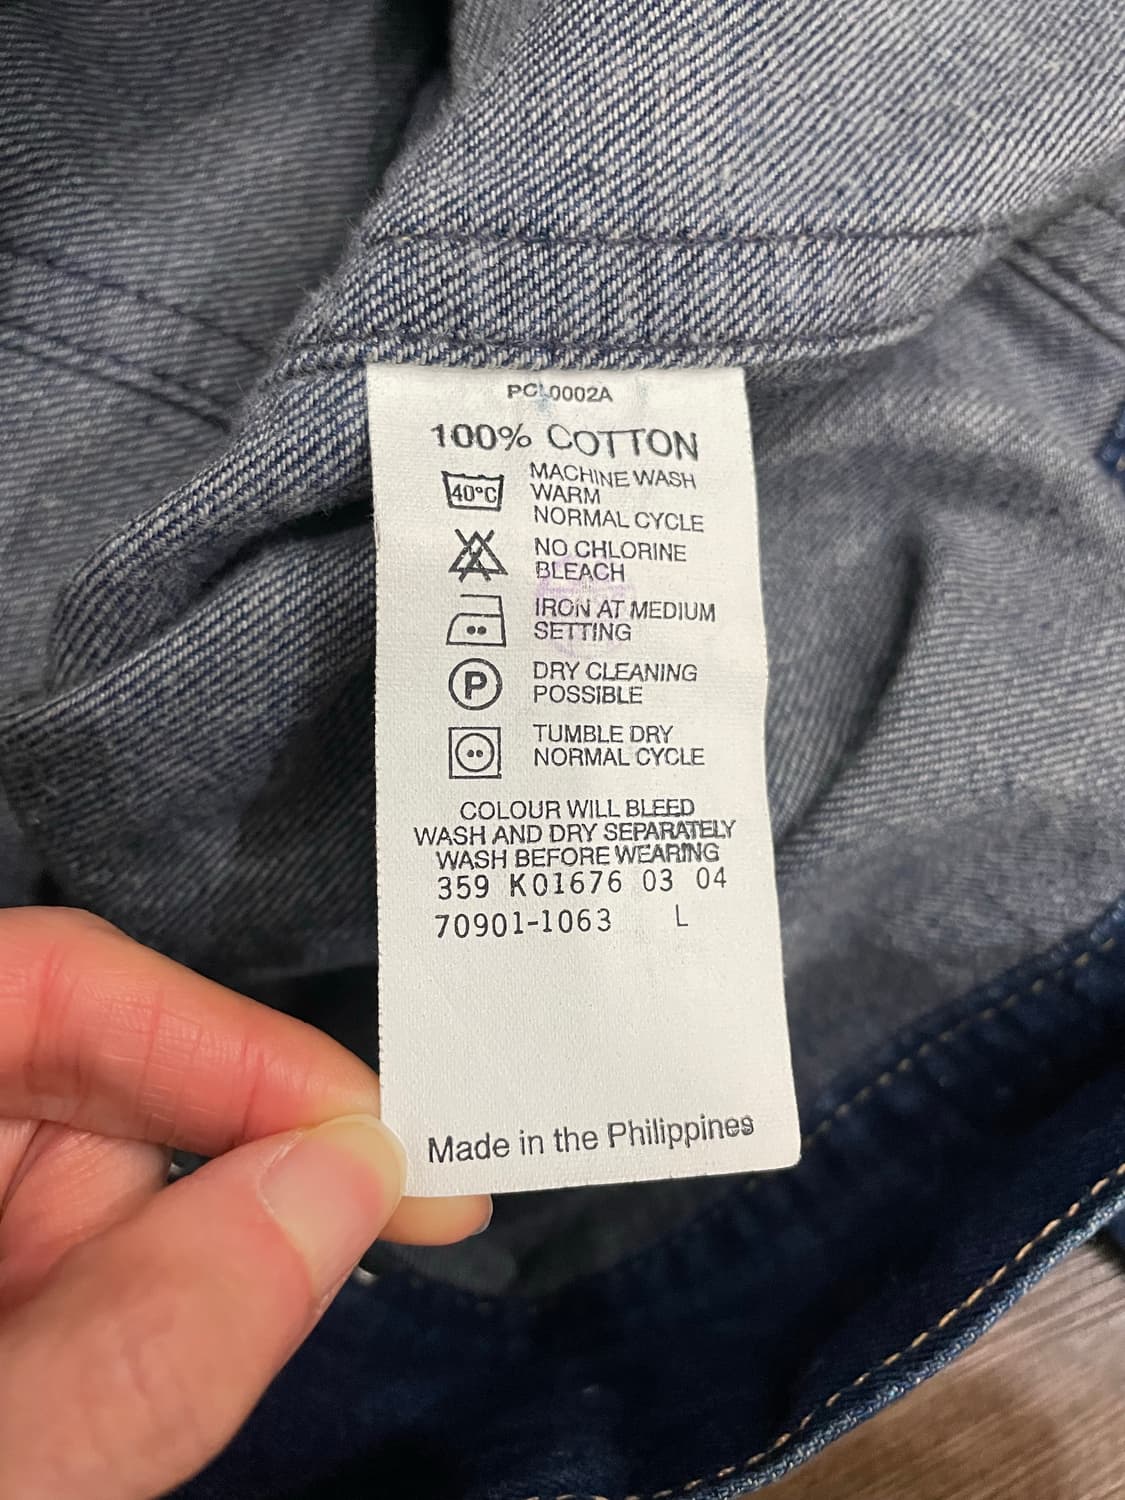 PCL0002A
100% COTTON
40°C
MACHINE WASH
WARM
NORMAL CYCLE
NO CHLORINE
BLEACH
IRON AT MEDIUM
SETTING
P
DRY CLEANING
POSSIBLE
TUMBLE DRY
NORMAL CYCLE
COLOUR WILL BLEED
WASH AND DRY SEPARATELY
WASH BEFORE WEARING
359 K01676 03 04
70901-1063 L
Made in the Philippines